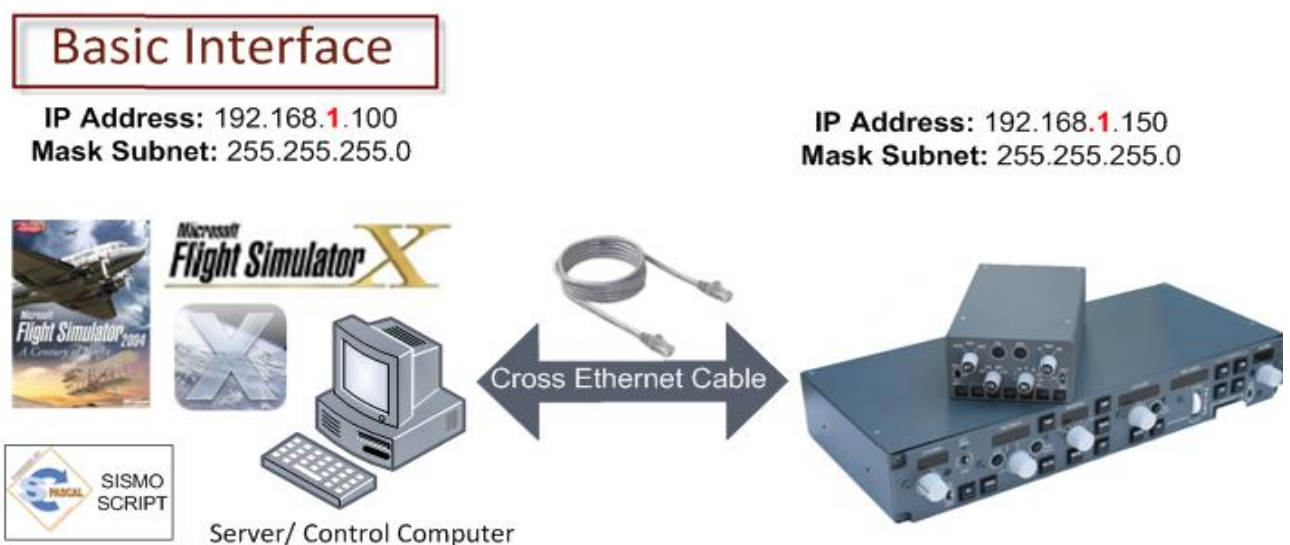 Basic Interface
IP Address: 192.168.1.100
Mask Subnet: 255.255.255.0
IP Address: 192.168.1.150
Mask Subnet: 255.255.255.0
Microsoft
Flight Simulator X
Microsoft
Flight Simulator 2004
A Century of Flight
X
Cross Ethernet Cable
PASCAL
SISMO
SCRIPT
Server/ Control Computer